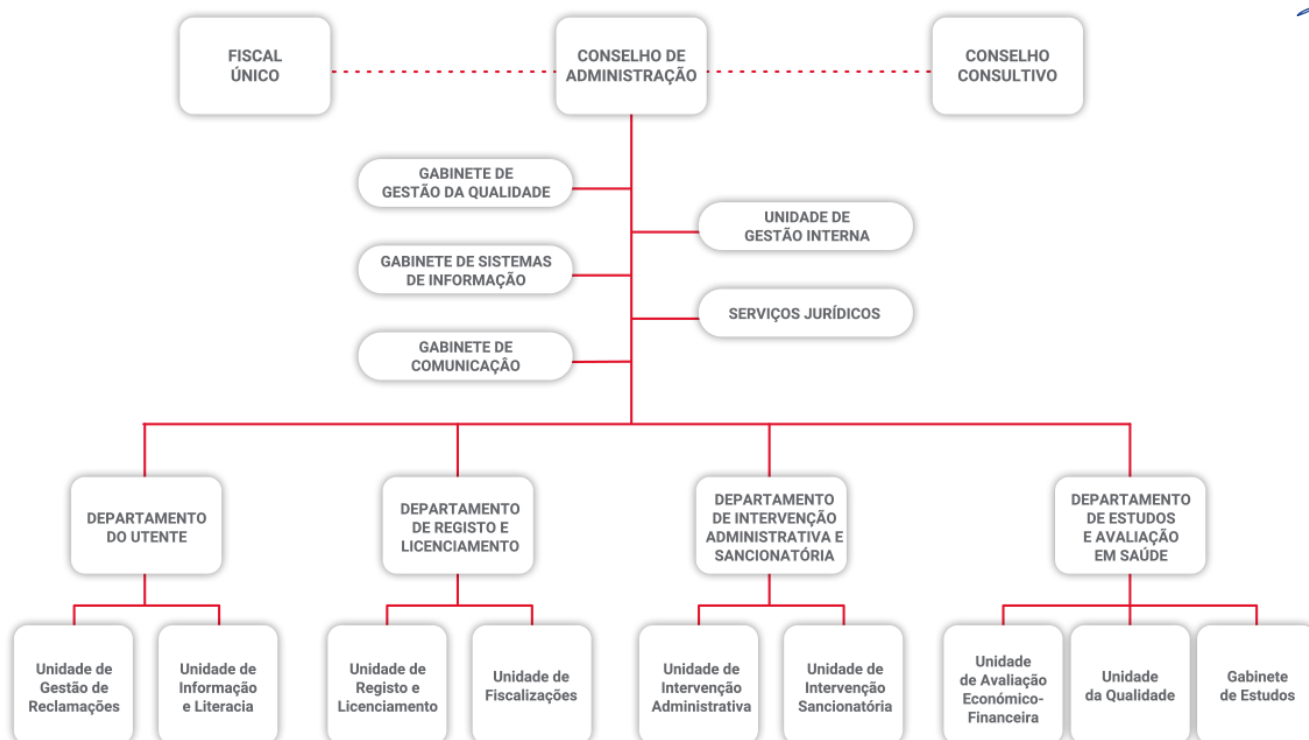 FISCAL
ÚNICO
CONSELHO DE
ADMINISTRAÇÃO
CONSELHO
CONSULTIVO
GABINETE DE
GESTÃO DA QUALIDADE
UNIDADE DE
GESTÃO INTERNA
GABINETE DE SISTEMAS
DE INFORMAÇÃO
SERVIÇOS JURÍDICOS
GABINETE DE
COMUNICAÇÃO
DEPARTAMENTO
DO UTENTE
DEPARTAMENTO
DE REGISTO E
LICENCIAMENTO
DEPARTAMENTO
DE INTERVENÇÃO
ADMINISTRATIVA E
SANCIONATÓRIA
DEPARTAMENTO
DE ESTUDOS
E AVALIAÇÃO
EM SAÚDE
Unidade de
Gestão de
Reclamações
Unidade de
Informação
e Literacia
Unidade de
Registo e
Licenciamento
Unidade de
Fiscalizações
Unidade de
Intervenção
Administrativa
Unidade de
Intervenção
Sancionatória
Unidade
de Avaliação
Económico-
Financeira
Unidade
da Qualidade
Gabinete
de Estudos